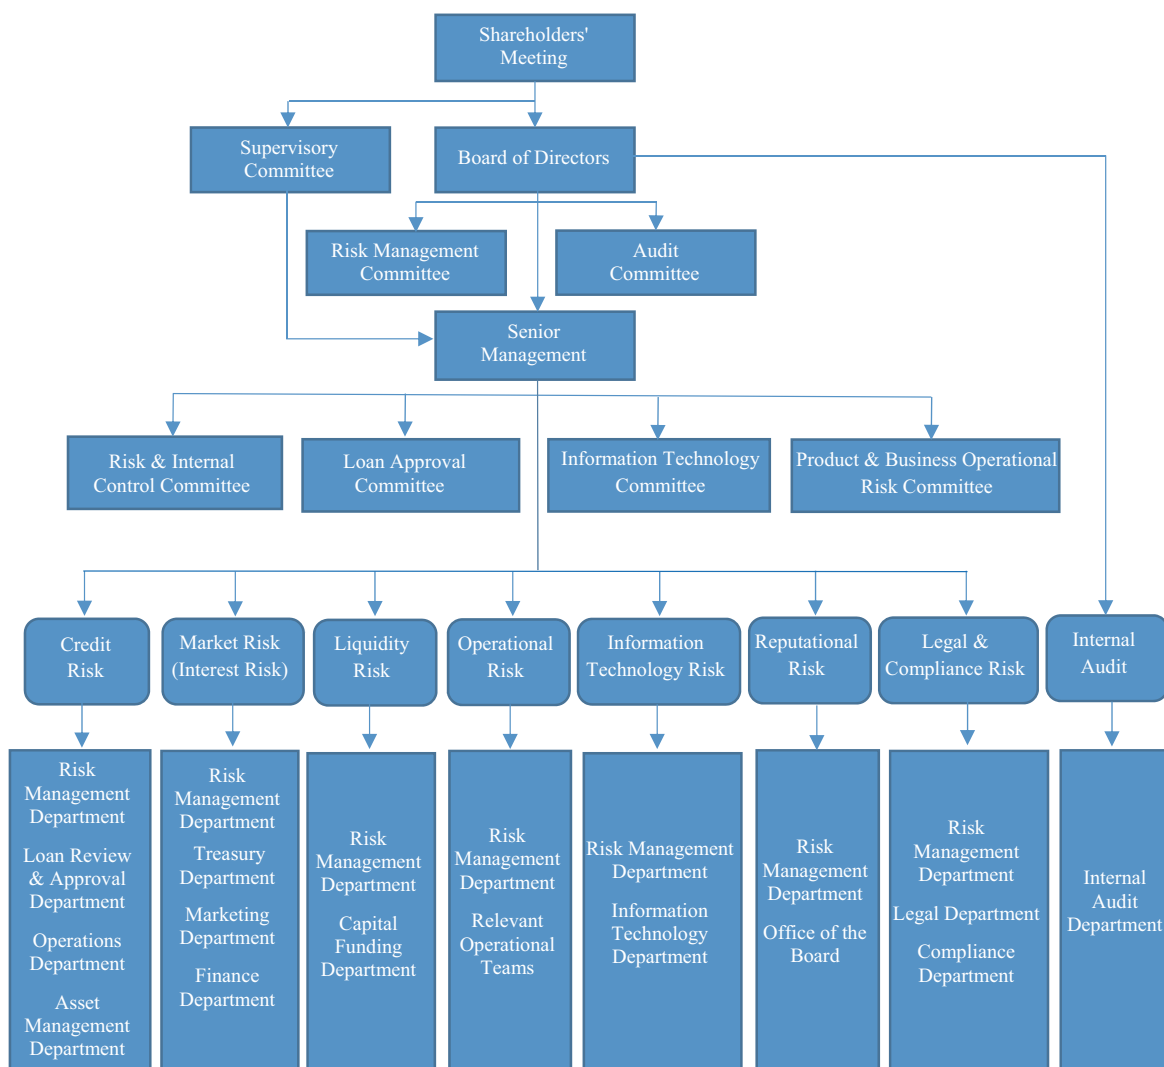 Shareholders'
Meeting
Supervisory
Committee
Board of Directors
Risk Management
Committee
Audit
Committee
Senior
Management
Risk & Internal
Control Committee
Loan Approval
Committee
Information Technology
Committee
Product & Business Operational
Risk Committee
Credit
Risk
Market Risk
(Interest Risk)
Liquidity
Risk
Operational
Risk
Information
Technology Risk
Reputational
Risk
Legal &
Compliance Risk
Internal
Audit
Risk
Management
Department
Loan Review
& Approval
Department
Operations
Department
Asset
Management
Department
Risk
Management
Department
Treasury
Department
Marketing
Department
Finance
Department
Risk
Management
Department
Capital
Funding
Department
Risk
Management
Department
Relevant
Operational
Teams
Risk Management
Department
Information
Technology
Department
Risk
Management
Department
Office of the
Board
Risk
Management
Department
Legal Department
Compliance
Department
Internal
Audit
Department